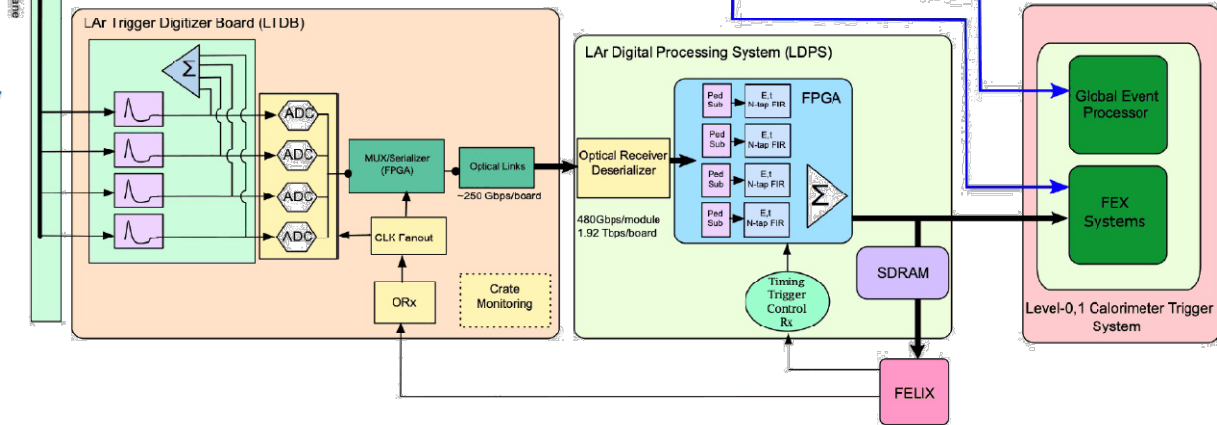 ane
LAr Trigger Digitizer Board (LTDB)
Σ
ADC
ADC
ADC
ADC
MUX/Serializer
(FPGA)
Optical Links
~250 Gbps/board
CLK Fanout
ORx
Crate
Monitoring
LAr Digital Processing System (LDPS)
Optical Receiver
Deserializer
480Gbps/module
1.92 Tbps/board
FPGA
Ped
Sub
E,t
N-tap FIR
Ped
Sub
E,t
N-tap FIR
Ped
Sub
E,t
N-tap FIR
Ped
Sub
E,t
N-tap FIR
Σ
Timing
Trigger
Control
Rx
SDRAM
FELIX
Global Event
Processor
FEX
Systems
Level-0,1 Calorimeter Trigger
System